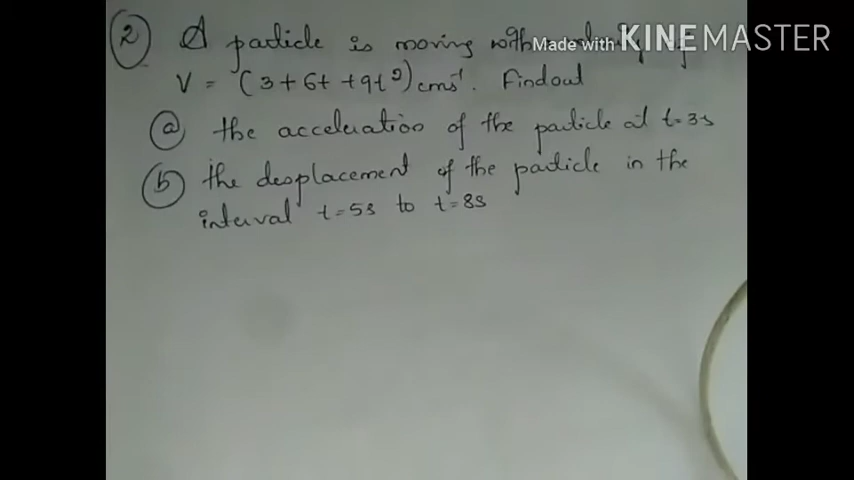 ② A particle is moving with
Made with KINEMASTER
V = (3+6t+9t²) cms⁻¹. Findout
ⓐ the acceleration of the particle at t=3s
ⓑ the desplacement of the particle in the
interval t=5s to t=8s